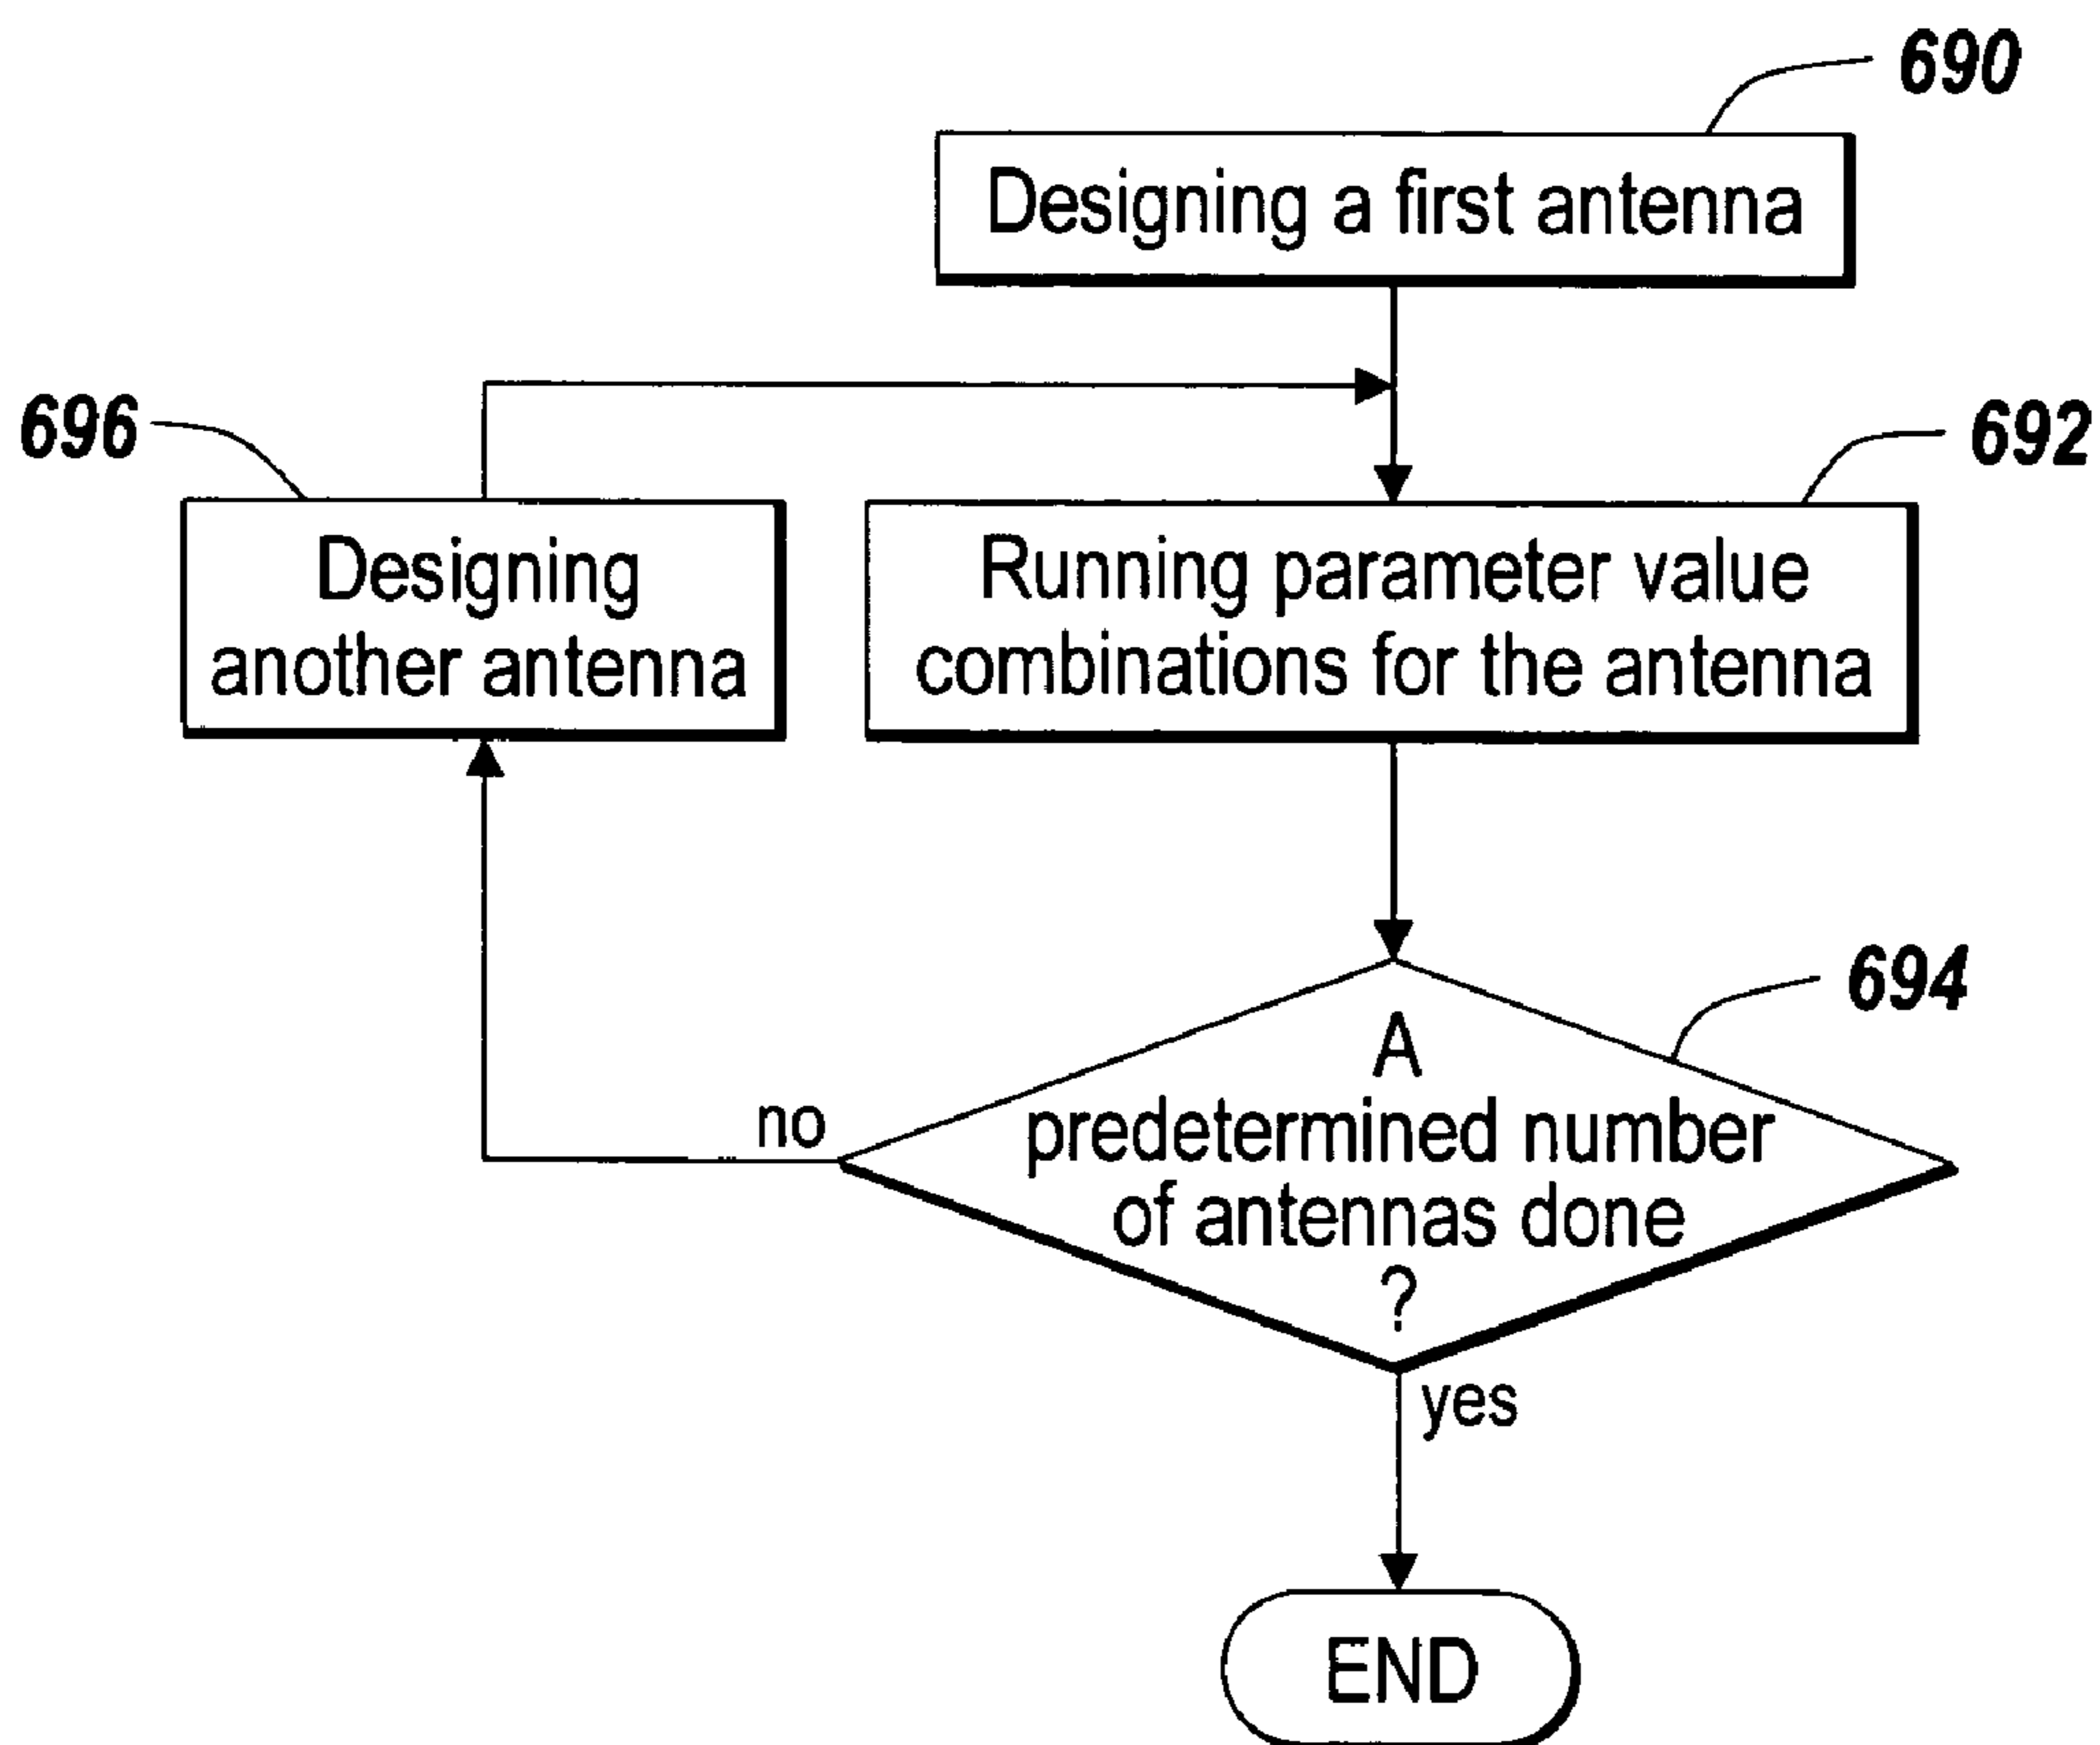 690
Designing a first antenna
696
692
Designing
another antenna
Running parameter value
combinations for the antenna
694
A
predetermined number
of antennas done
?
no
yes
END